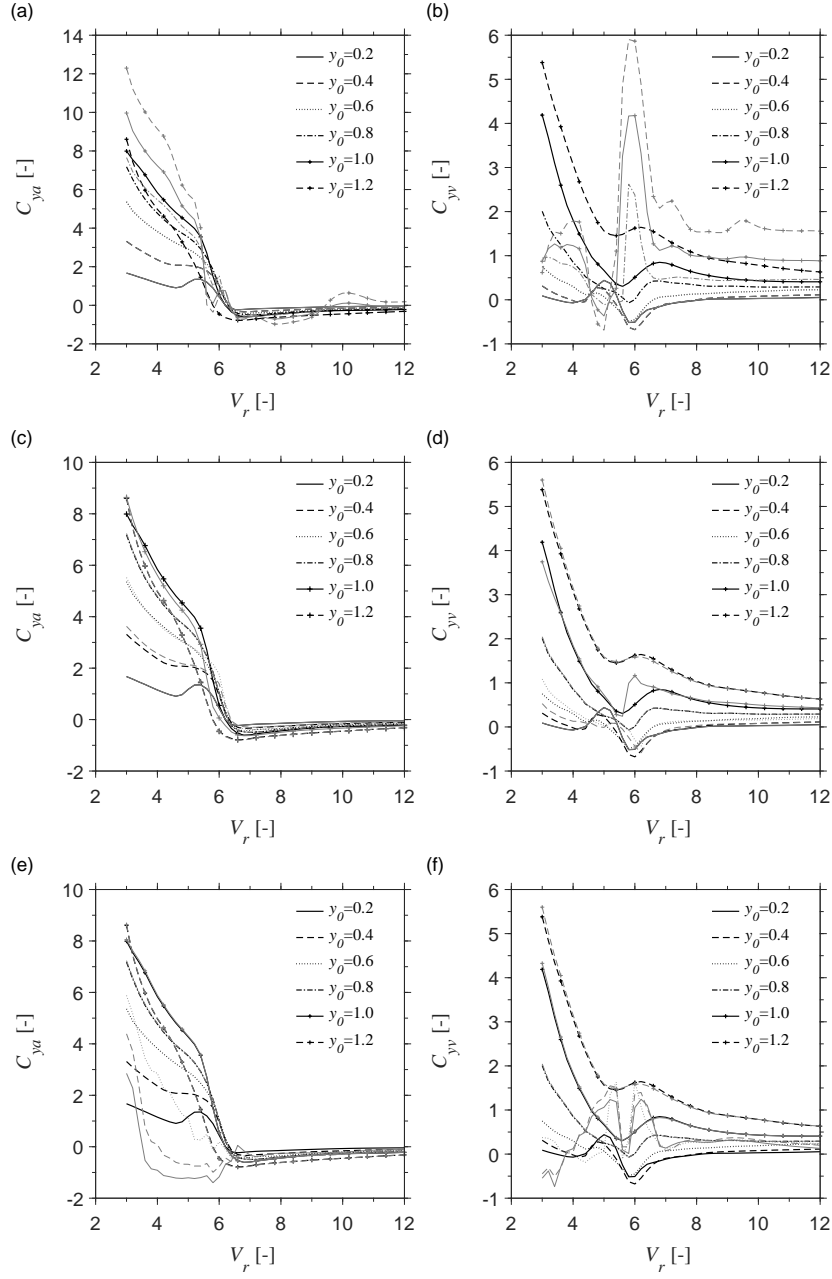 (a)
14
12
10
8
6
4
2
0
-2
2 4 6 8 10 12
C_ya [-]
V_r [-]
y_0=0.2
y_0=0.4
y_0=0.6
y_0=0.8
y_0=1.0
y_0=1.2
(b)
6
5
4
3
2
1
0
-1
2 4 6 8 10 12
C_yv [-]
V_r [-]
y_0=0.2
y_0=0.4
y_0=0.6
y_0=0.8
y_0=1.0
y_0=1.2
(c)
10
8
6
4
2
0
-2
2 4 6 8 10 12
C_ya [-]
V_r [-]
y_0=0.2
y_0=0.4
y_0=0.6
y_0=0.8
y_0=1.0
y_0=1.2
(d)
6
5
4
3
2
1
0
-1
2 4 6 8 10 12
C_yv [-]
V_r [-]
y_0=0.2
y_0=0.4
y_0=0.6
y_0=0.8
y_0=1.0
y_0=1.2
(e)
10
8
6
4
2
0
-2
2 4 6 8 10 12
C_ya [-]
V_r [-]
y_0=0.2
y_0=0.4
y_0=0.6
y_0=0.8
y_0=1.0
y_0=1.2
(f)
6
5
4
3
2
1
0
-1
2 4 6 8 10 12
C_yv [-]
V_r [-]
y_0=0.2
y_0=0.4
y_0=0.6
y_0=0.8
y_0=1.0
y_0=1.2